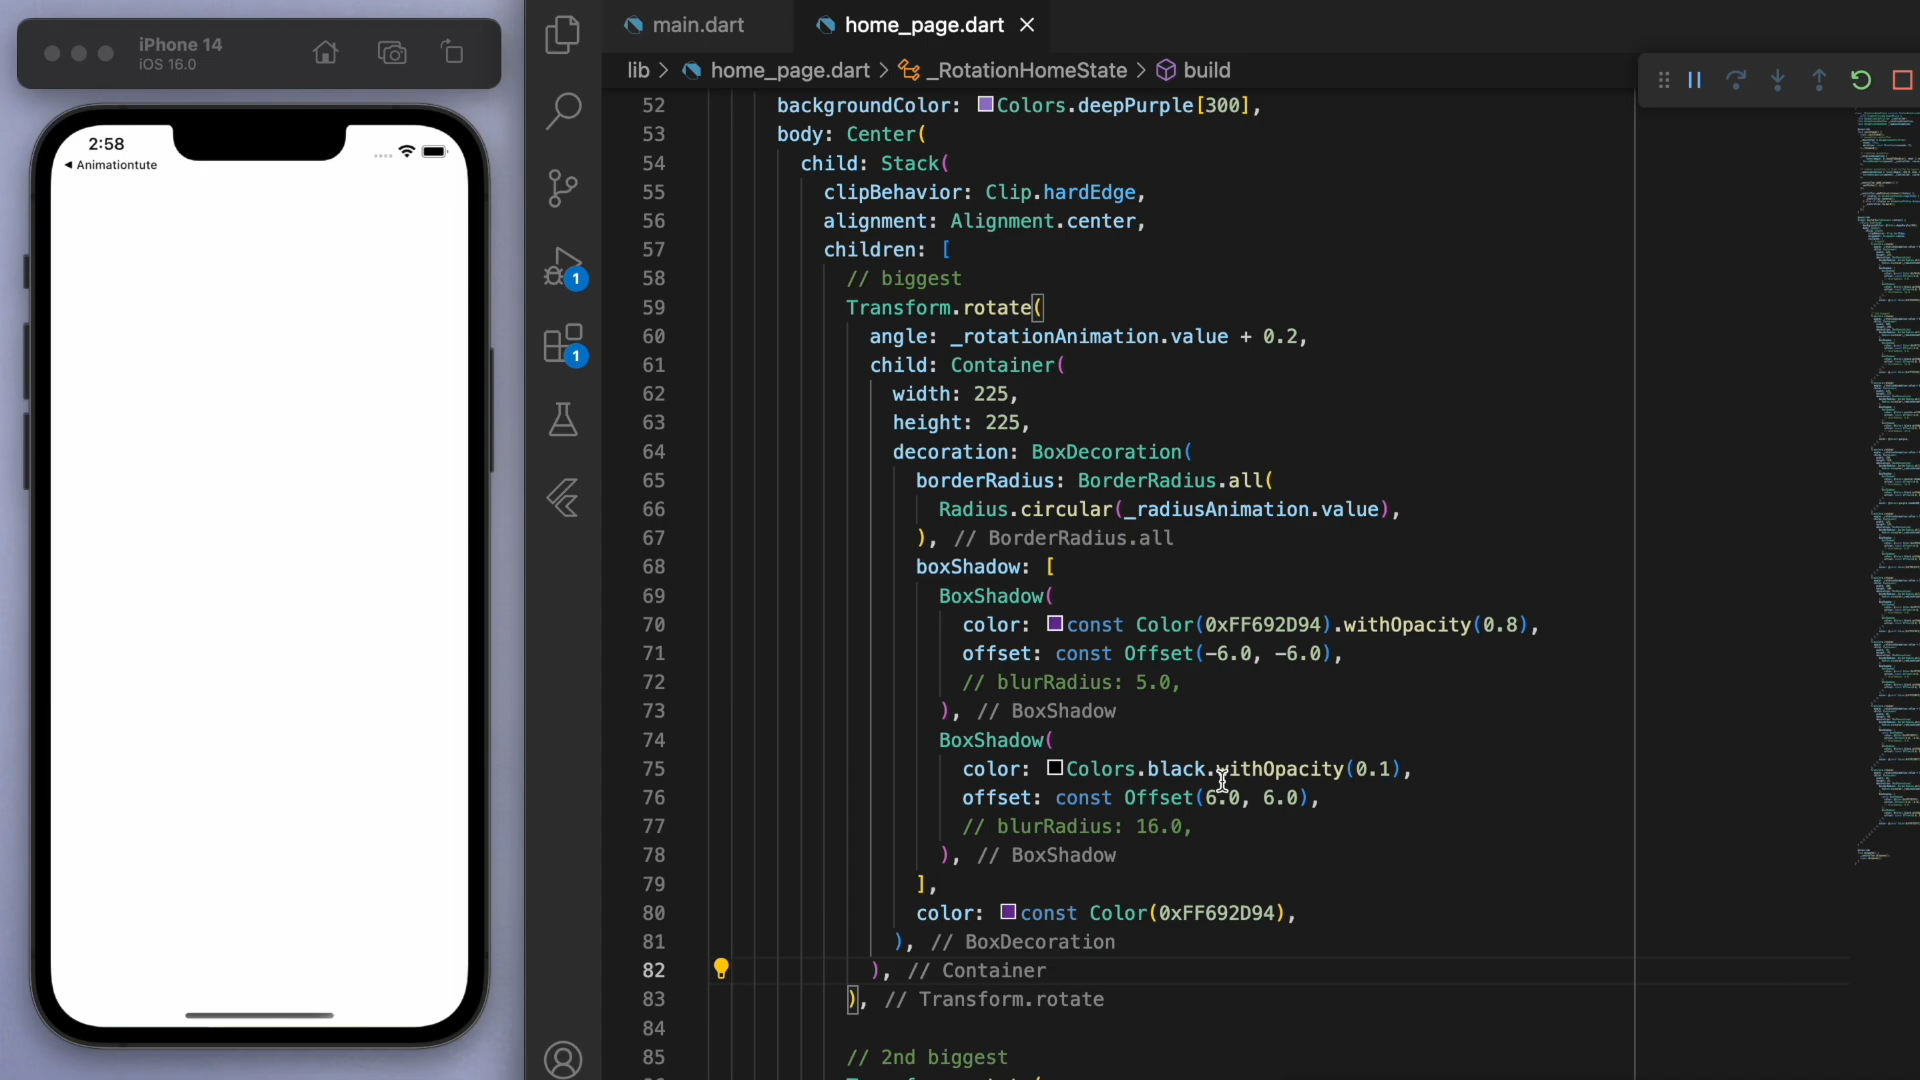 iPhone 14
iOS 16.0
2:58
◀ Animationtute
main.dart
home_page.dart
lib > home_page.dart > _RotationHomeState > build
1
1
52 backgroundColor: Colors.deepPurple[300],
53 body: Center(
54 child: Stack(
55 clipBehavior: Clip.hardEdge,
56 alignment: Alignment.center,
57 children: [
58 // biggest
59 Transform.rotate(
60 angle: _rotationAnimation.value + 0.2,
61 child: Container(
62 width: 225,
63 height: 225,
64 decoration: BoxDecoration(
65 borderRadius: BorderRadius.all(
66 Radius.circular(_radiusAnimation.value),
67 ), // BorderRadius.all
68 boxShadow: [
69 BoxShadow(
70 color: const Color(0xFF692D94).withOpacity(0.8),
71 offset: const Offset(-6.0, -6.0),
72 // blurRadius: 5.0,
73 ), // BoxShadow
74 BoxShadow(
75 color: Colors.black.withOpacity(0.1),
76 offset: const Offset(6.0, 6.0),
77 // blurRadius: 16.0,
78 ), // BoxShadow
79 ],
80 color: const Color(0xFF692D94),
81 ), // BoxDecoration
82 ), // Container
83 ), // Transform.rotate
84
85 // 2nd biggest